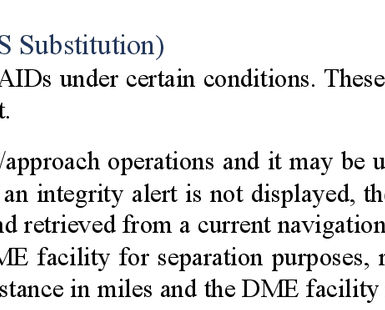 S Substitution)
AIDs under certain conditions. These
t.
/approach operations and it may be u
an integrity alert is not displayed, the
nd retrieved from a current navigation
ME facility for separation purposes, r
stance in miles and the DME facility